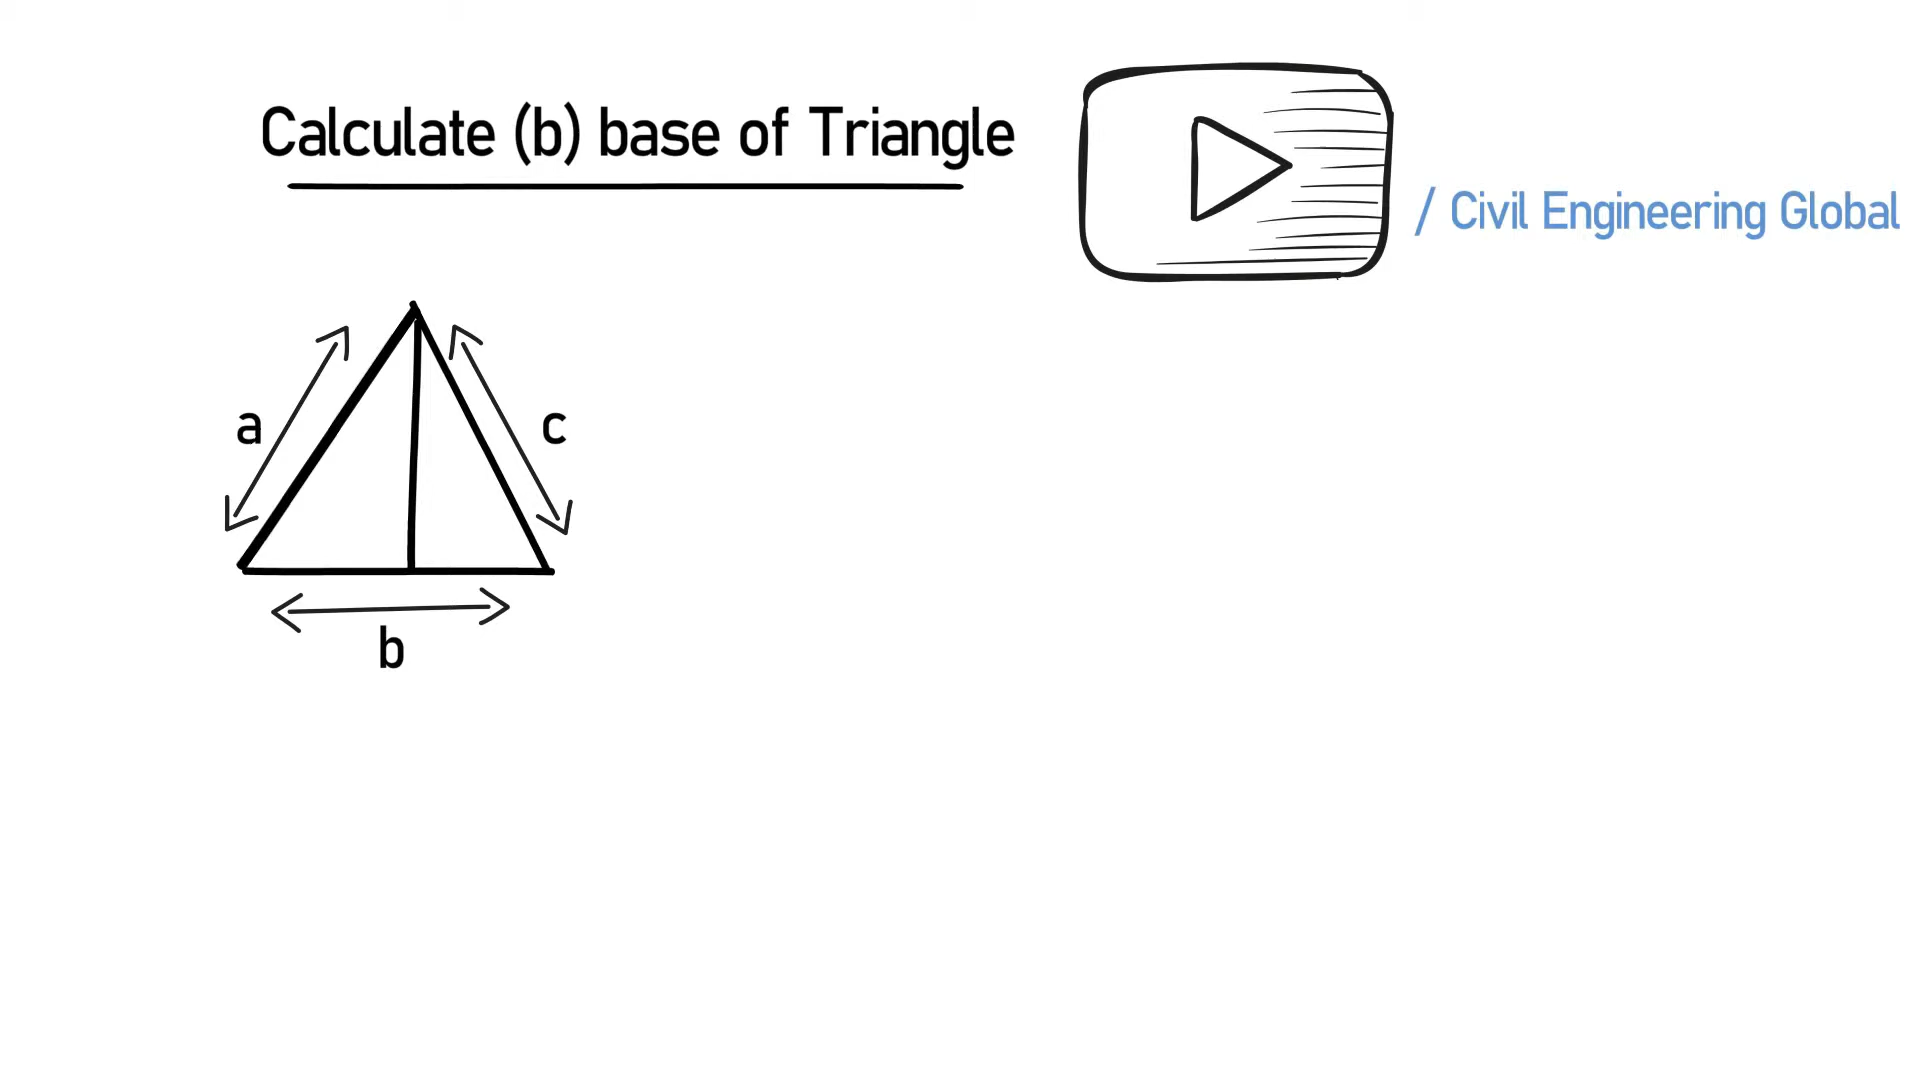 Calculate (b) base of Triangle
/ Civil Engineering Global
a
c
b